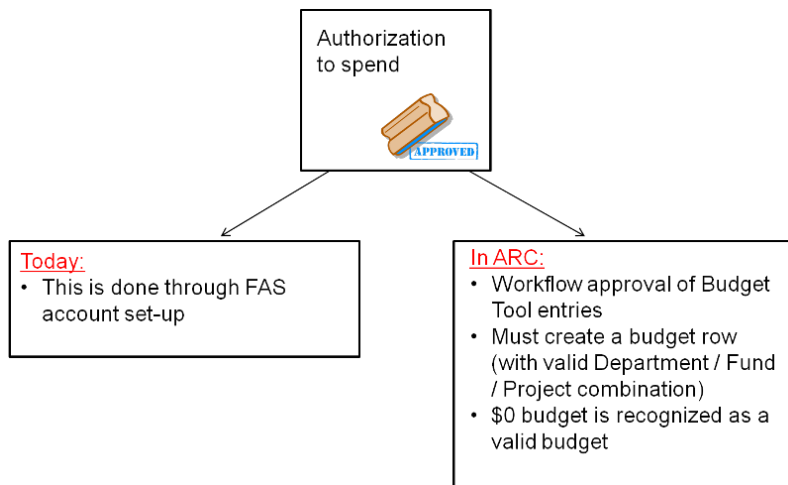 Authorization
to spend
APPROVED
Today:
• This is done through FAS
account set-up
In ARC:
• Workflow approval of Budget
Tool entries
• Must create a budget row
(with valid Department / Fund
/ Project combination)
• $0 budget is recognized as a
valid budget